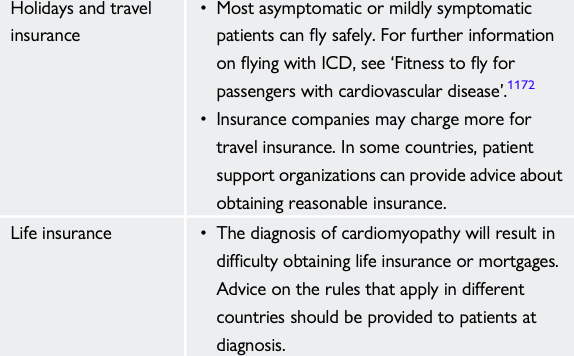 Holidays and travel
insurance
• Most asymptomatic or mildly symptomatic
patients can fly safely. For further information
on flying with ICD, see ‘Fitness to fly for
passengers with cardiovascular disease’.1172
• Insurance companies may charge more for
travel insurance. In some countries, patient
support organizations can provide advice about
obtaining reasonable insurance.
Life insurance
• The diagnosis of cardiomyopathy will result in
difficulty obtaining life insurance or mortgages.
Advice on the rules that apply in different
countries should be provided to patients at
diagnosis.